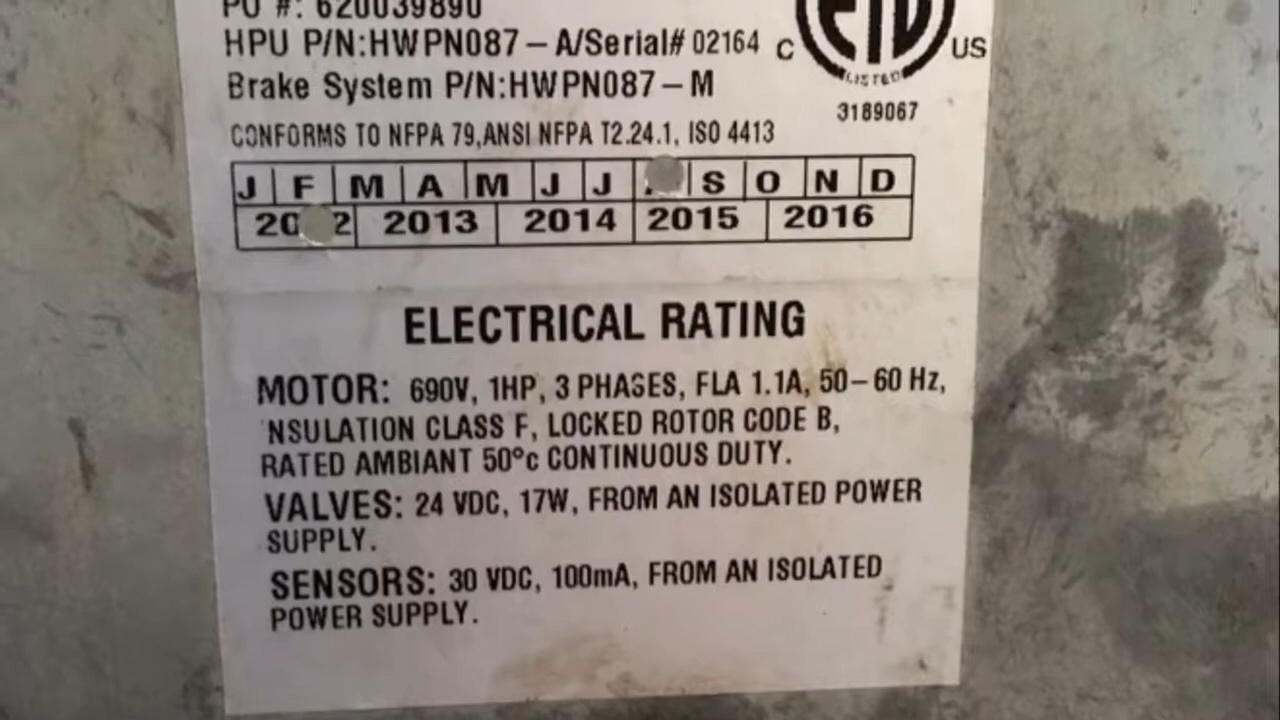 PO #: 620039890
HPU P/N:HWPN087-A/Serial# 02164
C ETL US
LISTED
Brake System P/N:HWPN087-M
3189067
CONFORMS TO NFPA 79,ANSI NFPA T2.24.1, ISO 4413
J F M A M J J S O N D
20 2 2013 2014 2015 2016
ELECTRICAL RATING
MOTOR: 690V, 1HP, 3 PHASES, FLA 1.1A, 50-60 Hz,
NSULATION CLASS F, LOCKED ROTOR CODE B,
RATED AMBIANT 50°c CONTINUOUS DUTY.
VALVES: 24 VDC, 17W, FROM AN ISOLATED POWER
SUPPLY.
SENSORS: 30 VDC, 100mA, FROM AN ISOLATED
POWER SUPPLY.